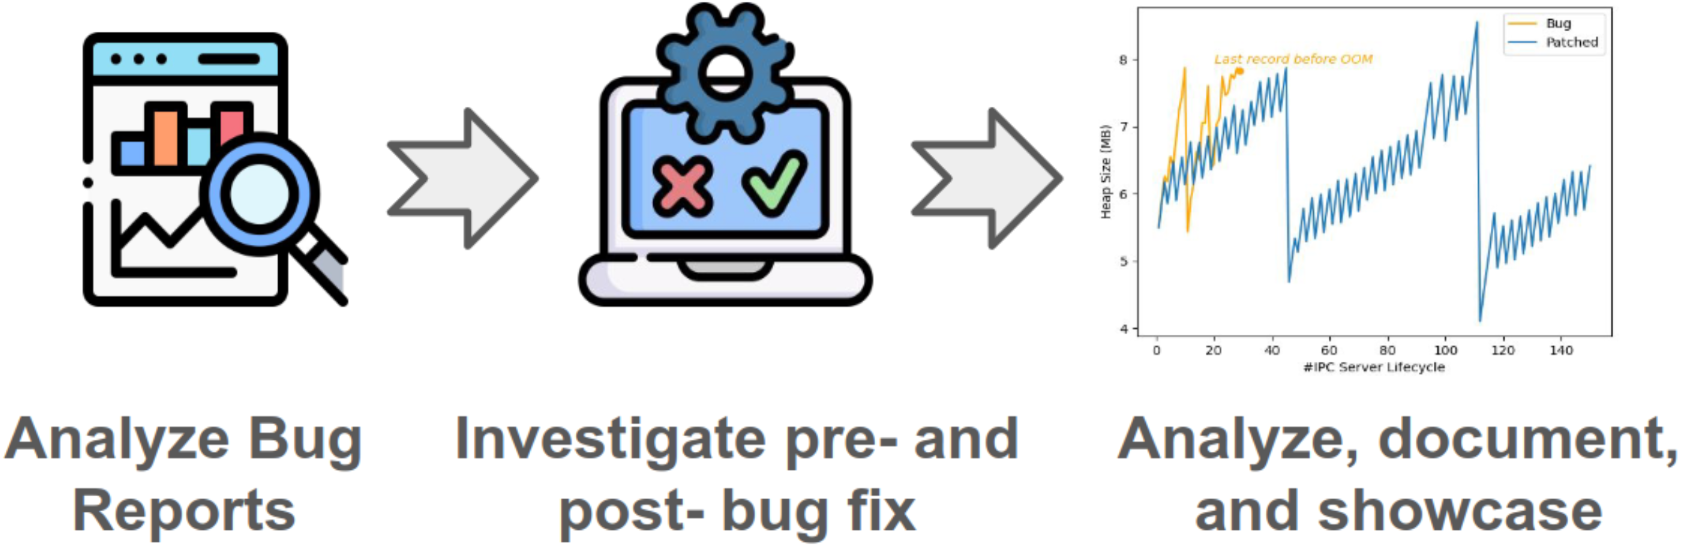 Bug
Patched
Last record before OOM
8
7
6
5
4
Heap Size (MB)
0 20 40 60 80 100 120 140
#IPC Server Lifecycle
Analyze Bug
Reports
Investigate pre- and
post- bug fix
Analyze, document,
and showcase